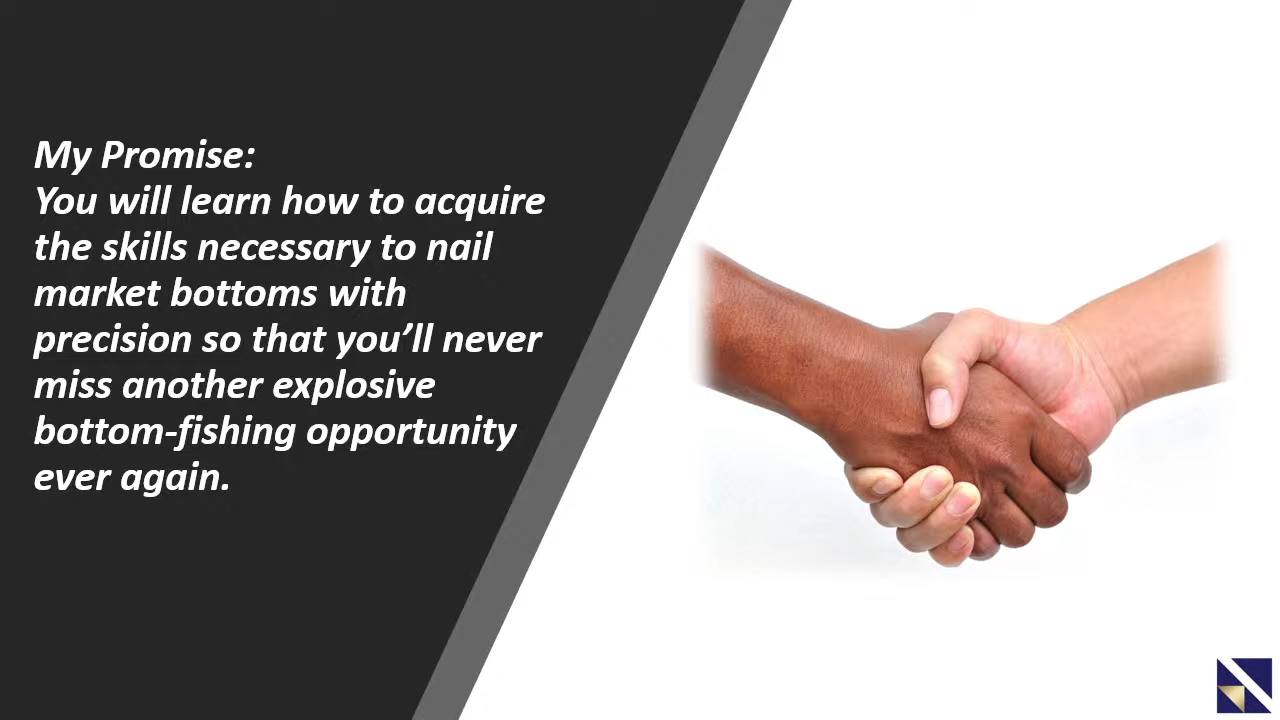 My Promise:
You will learn how to acquire
the skills necessary to nail
market bottoms with
precision so that you’ll never
miss another explosive
bottom-fishing opportunity
ever again.